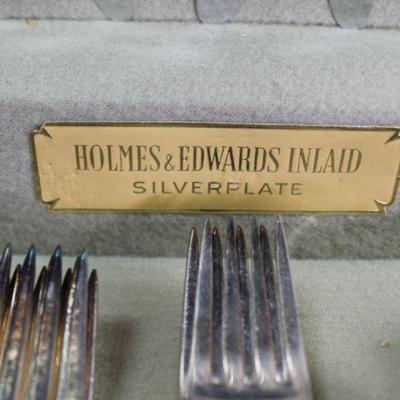 HOLMES & EDWARDS INLAID
SILVERPLATE